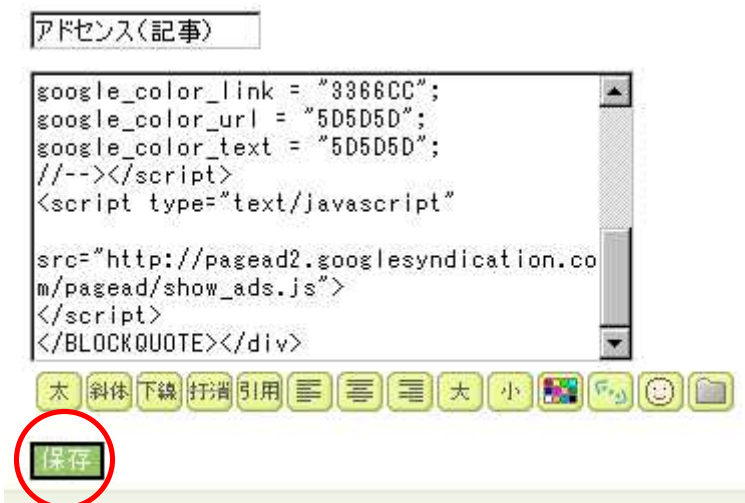 アドセンス(記事)
google_color_link = "3366CC";
google_color_url = "5D5D5D";
google_color_text = "5D5D5D";
//--></script>
<script type="text/javascript"
src="http://pagead2.googlesyndication.co
m/pagead/show_ads.js">
</script>
</BLOCKQUOTE></div>
太 斜体 下線 打消 引用 大 小
保存